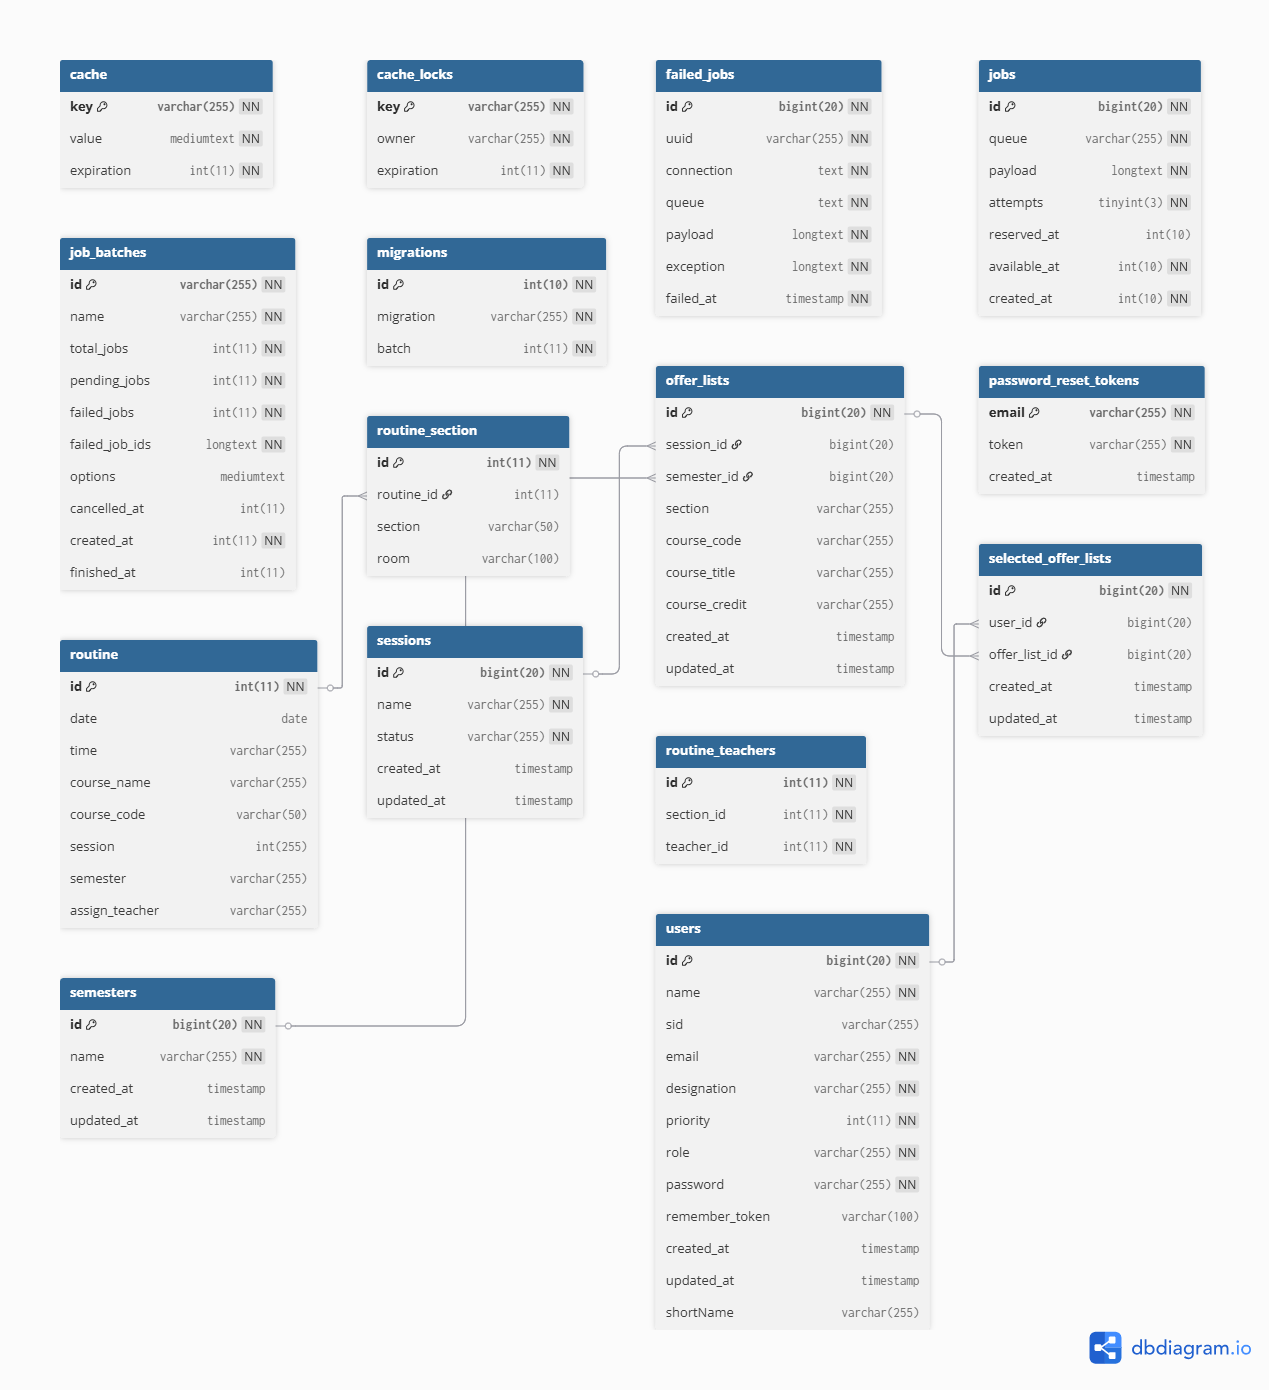 cache
key varchar(255) NN
value mediumtext NN
expiration int(11) NN
cache_locks
key varchar(255) NN
owner varchar(255) NN
expiration int(11) NN
failed_jobs
id bigint(20) NN
uuid varchar(255) NN
connection text NN
queue text NN
payload longtext NN
exception longtext NN
failed_at timestamp NN
jobs
id bigint(20) NN
queue varchar(255) NN
payload longtext NN
attempts tinyint(3) NN
reserved_at int(10)
available_at int(10) NN
created_at int(10) NN
job_batches
id varchar(255) NN
name varchar(255) NN
total_jobs int(11) NN
pending_jobs int(11) NN
failed_jobs int(11) NN
failed_job_ids longtext NN
options mediumtext
cancelled_at int(11)
created_at int(11) NN
finished_at int(11)
migrations
id int(10) NN
migration varchar(255) NN
batch int(11) NN
offer_lists
id bigint(20) NN
session_id bigint(20)
semester_id bigint(20)
section varchar(255)
course_code varchar(255)
course_title varchar(255)
course_credit varchar(255)
created_at timestamp
updated_at timestamp
password_reset_tokens
email varchar(255) NN
token varchar(255) NN
created_at timestamp
routine_section
id int(11) NN
routine_id int(11)
section varchar(50)
room varchar(100)
selected_offer_lists
id bigint(20) NN
user_id bigint(20)
offer_list_id bigint(20)
created_at timestamp
updated_at timestamp
routine
id int(11) NN
date date
time varchar(255)
course_name varchar(255)
course_code varchar(50)
session int(255)
semester varchar(255)
assign_teacher varchar(255)
sessions
id bigint(20) NN
name varchar(255) NN
status varchar(255) NN
created_at timestamp
updated_at timestamp
routine_teachers
id int(11) NN
section_id int(11) NN
teacher_id int(11) NN
semesters
id bigint(20) NN
name varchar(255) NN
created_at timestamp
updated_at timestamp
users
id bigint(20) NN
name varchar(255) NN
sid varchar(255)
email varchar(255) NN
designation varchar(255) NN
priority int(11) NN
role varchar(255) NN
password varchar(255) NN
remember_token varchar(100)
created_at timestamp
updated_at timestamp
shortName varchar(255)
dbdiagram.io